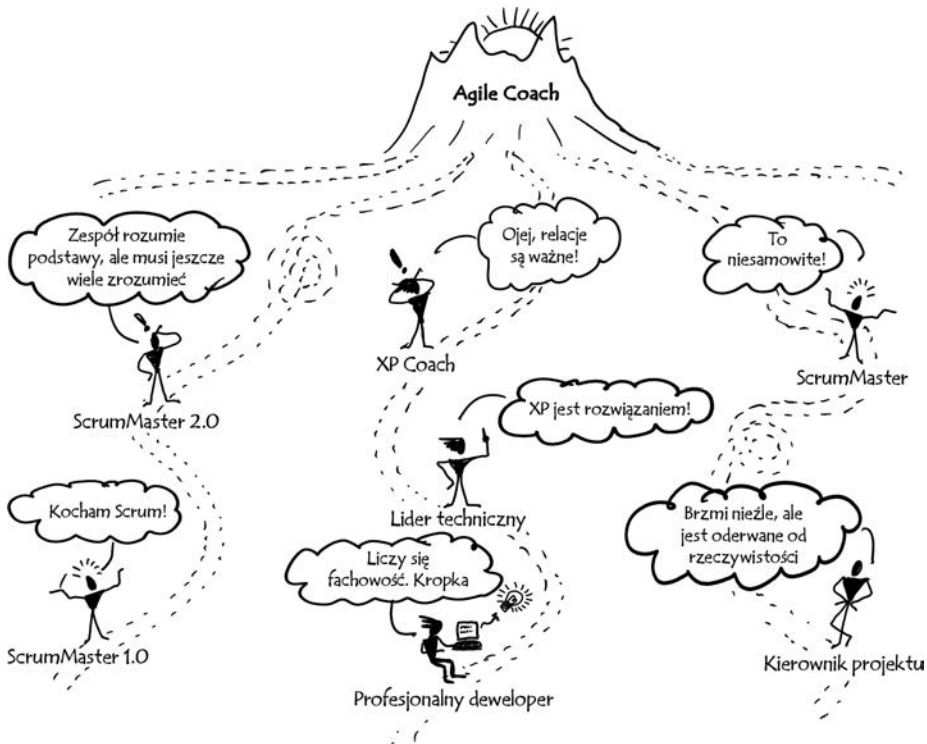 Agile Coach
Zespół rozumie
podstawy, ale musi jeszcze
wiele zrozumieć
Ojej, relacje
są ważne!
To
niesamowite!
XP Coach
ScrumMaster
ScrumMaster 2.0
XP jest rozwiązaniem!
Kocham Scrum!
Lider techniczny
Brzmi nieźle, ale
jest oderwane od
rzeczywistości
Liczy się
fachowość. Kropka
ScrumMaster 1.0
Kierownik projektu
Profesjonalny deweloper